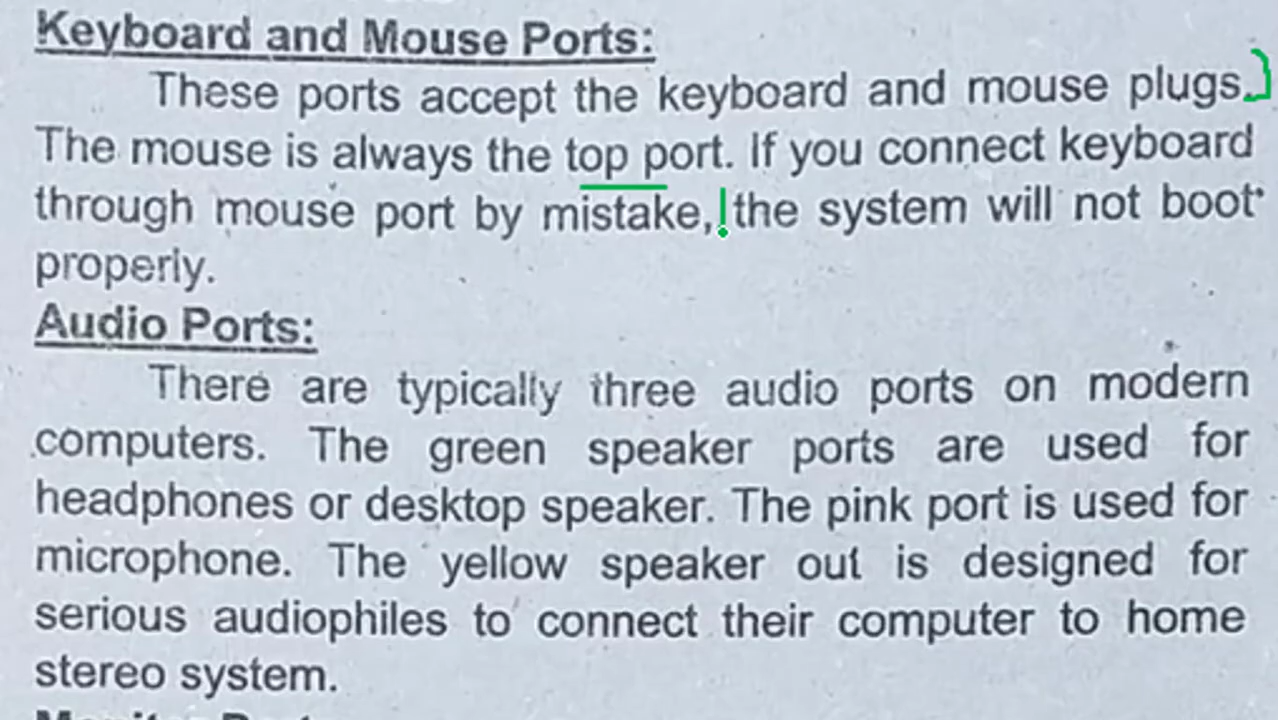 Keyboard and Mouse Ports:
These ports accept the keyboard and mouse plugs.
The mouse is always the top port. If you connect keyboard
through mouse port by mistake, the system will not boot
properly.
Audio Ports:
There are typically three audio ports on modern
computers. The green speaker ports are used for
headphones or desktop speaker. The pink port is used for
microphone. The yellow speaker out is designed for
serious audiophiles to connect their computer to home
stereo system.